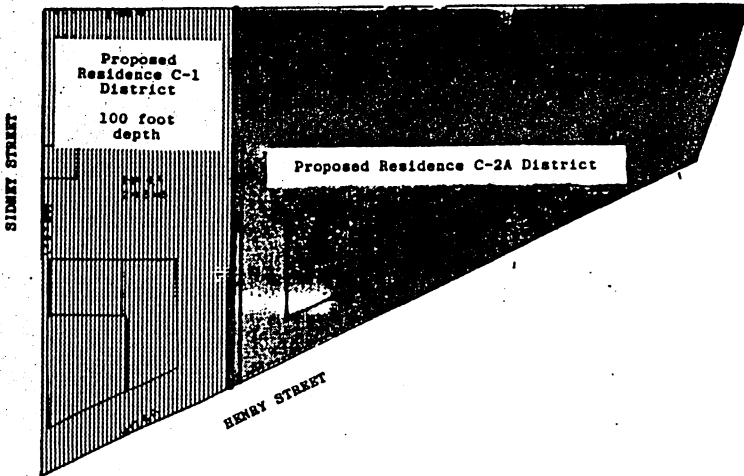 Proposed
Residence C-1
District
100 foot
depth
SIDNEY STREET
Proposed Residence C-2A District
HENRY STREET